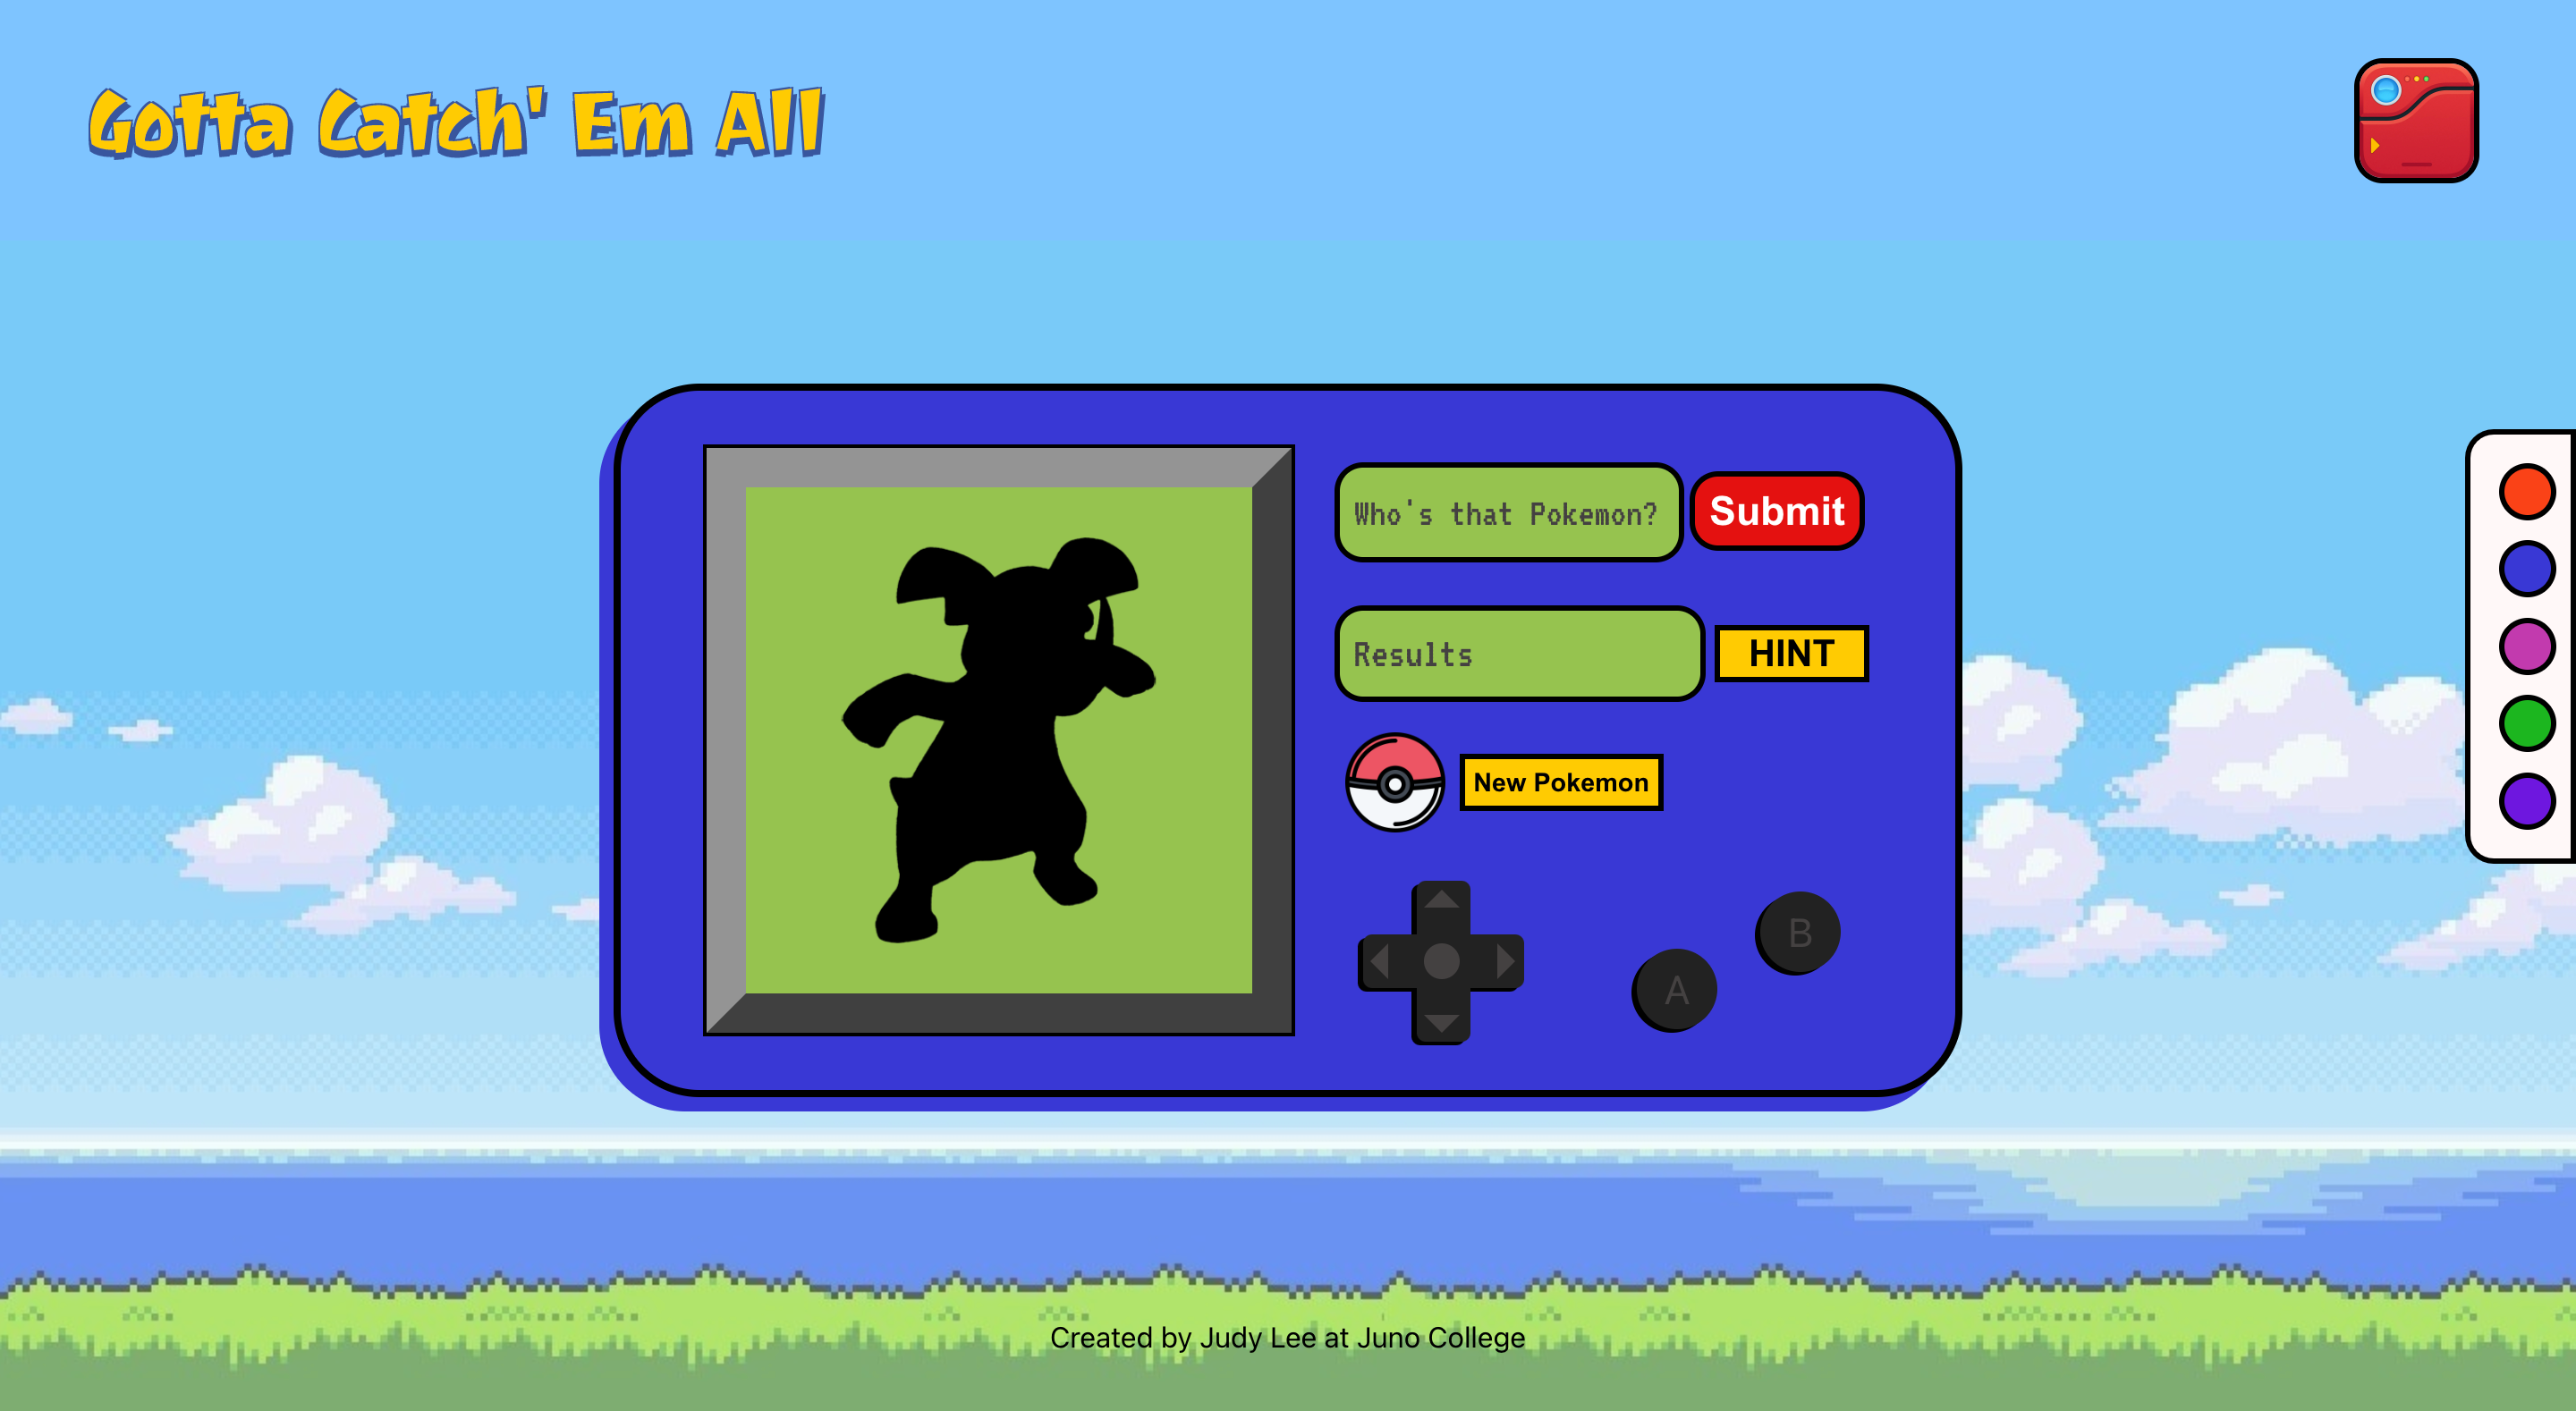 Gotta Catch' Em All
Who's that Pokemon?
Submit
Results
HINT
New Pokemon
B
A
Created by Judy Lee at Juno College